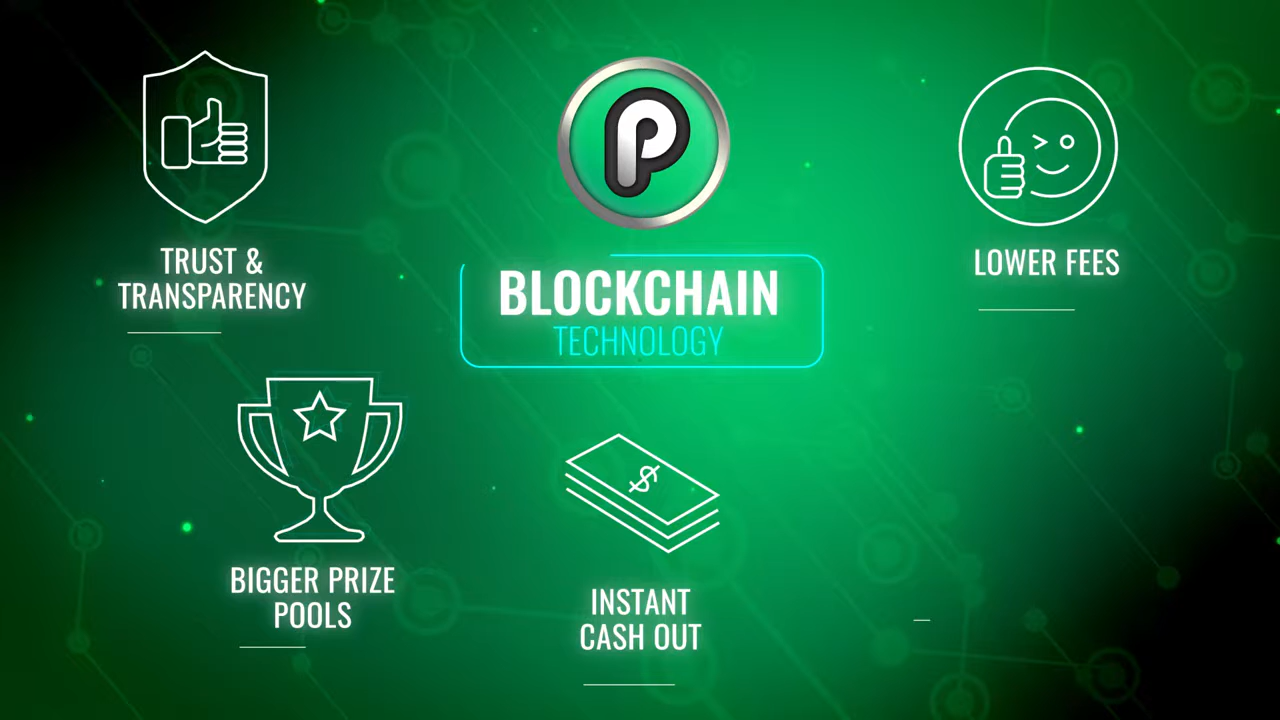 P
TRUST &
TRANSPARENCY
BLOCKCHAIN
TECHNOLOGY
LOWER FEES
BIGGER PRIZE
POOLS
$
INSTANT
CASH OUT